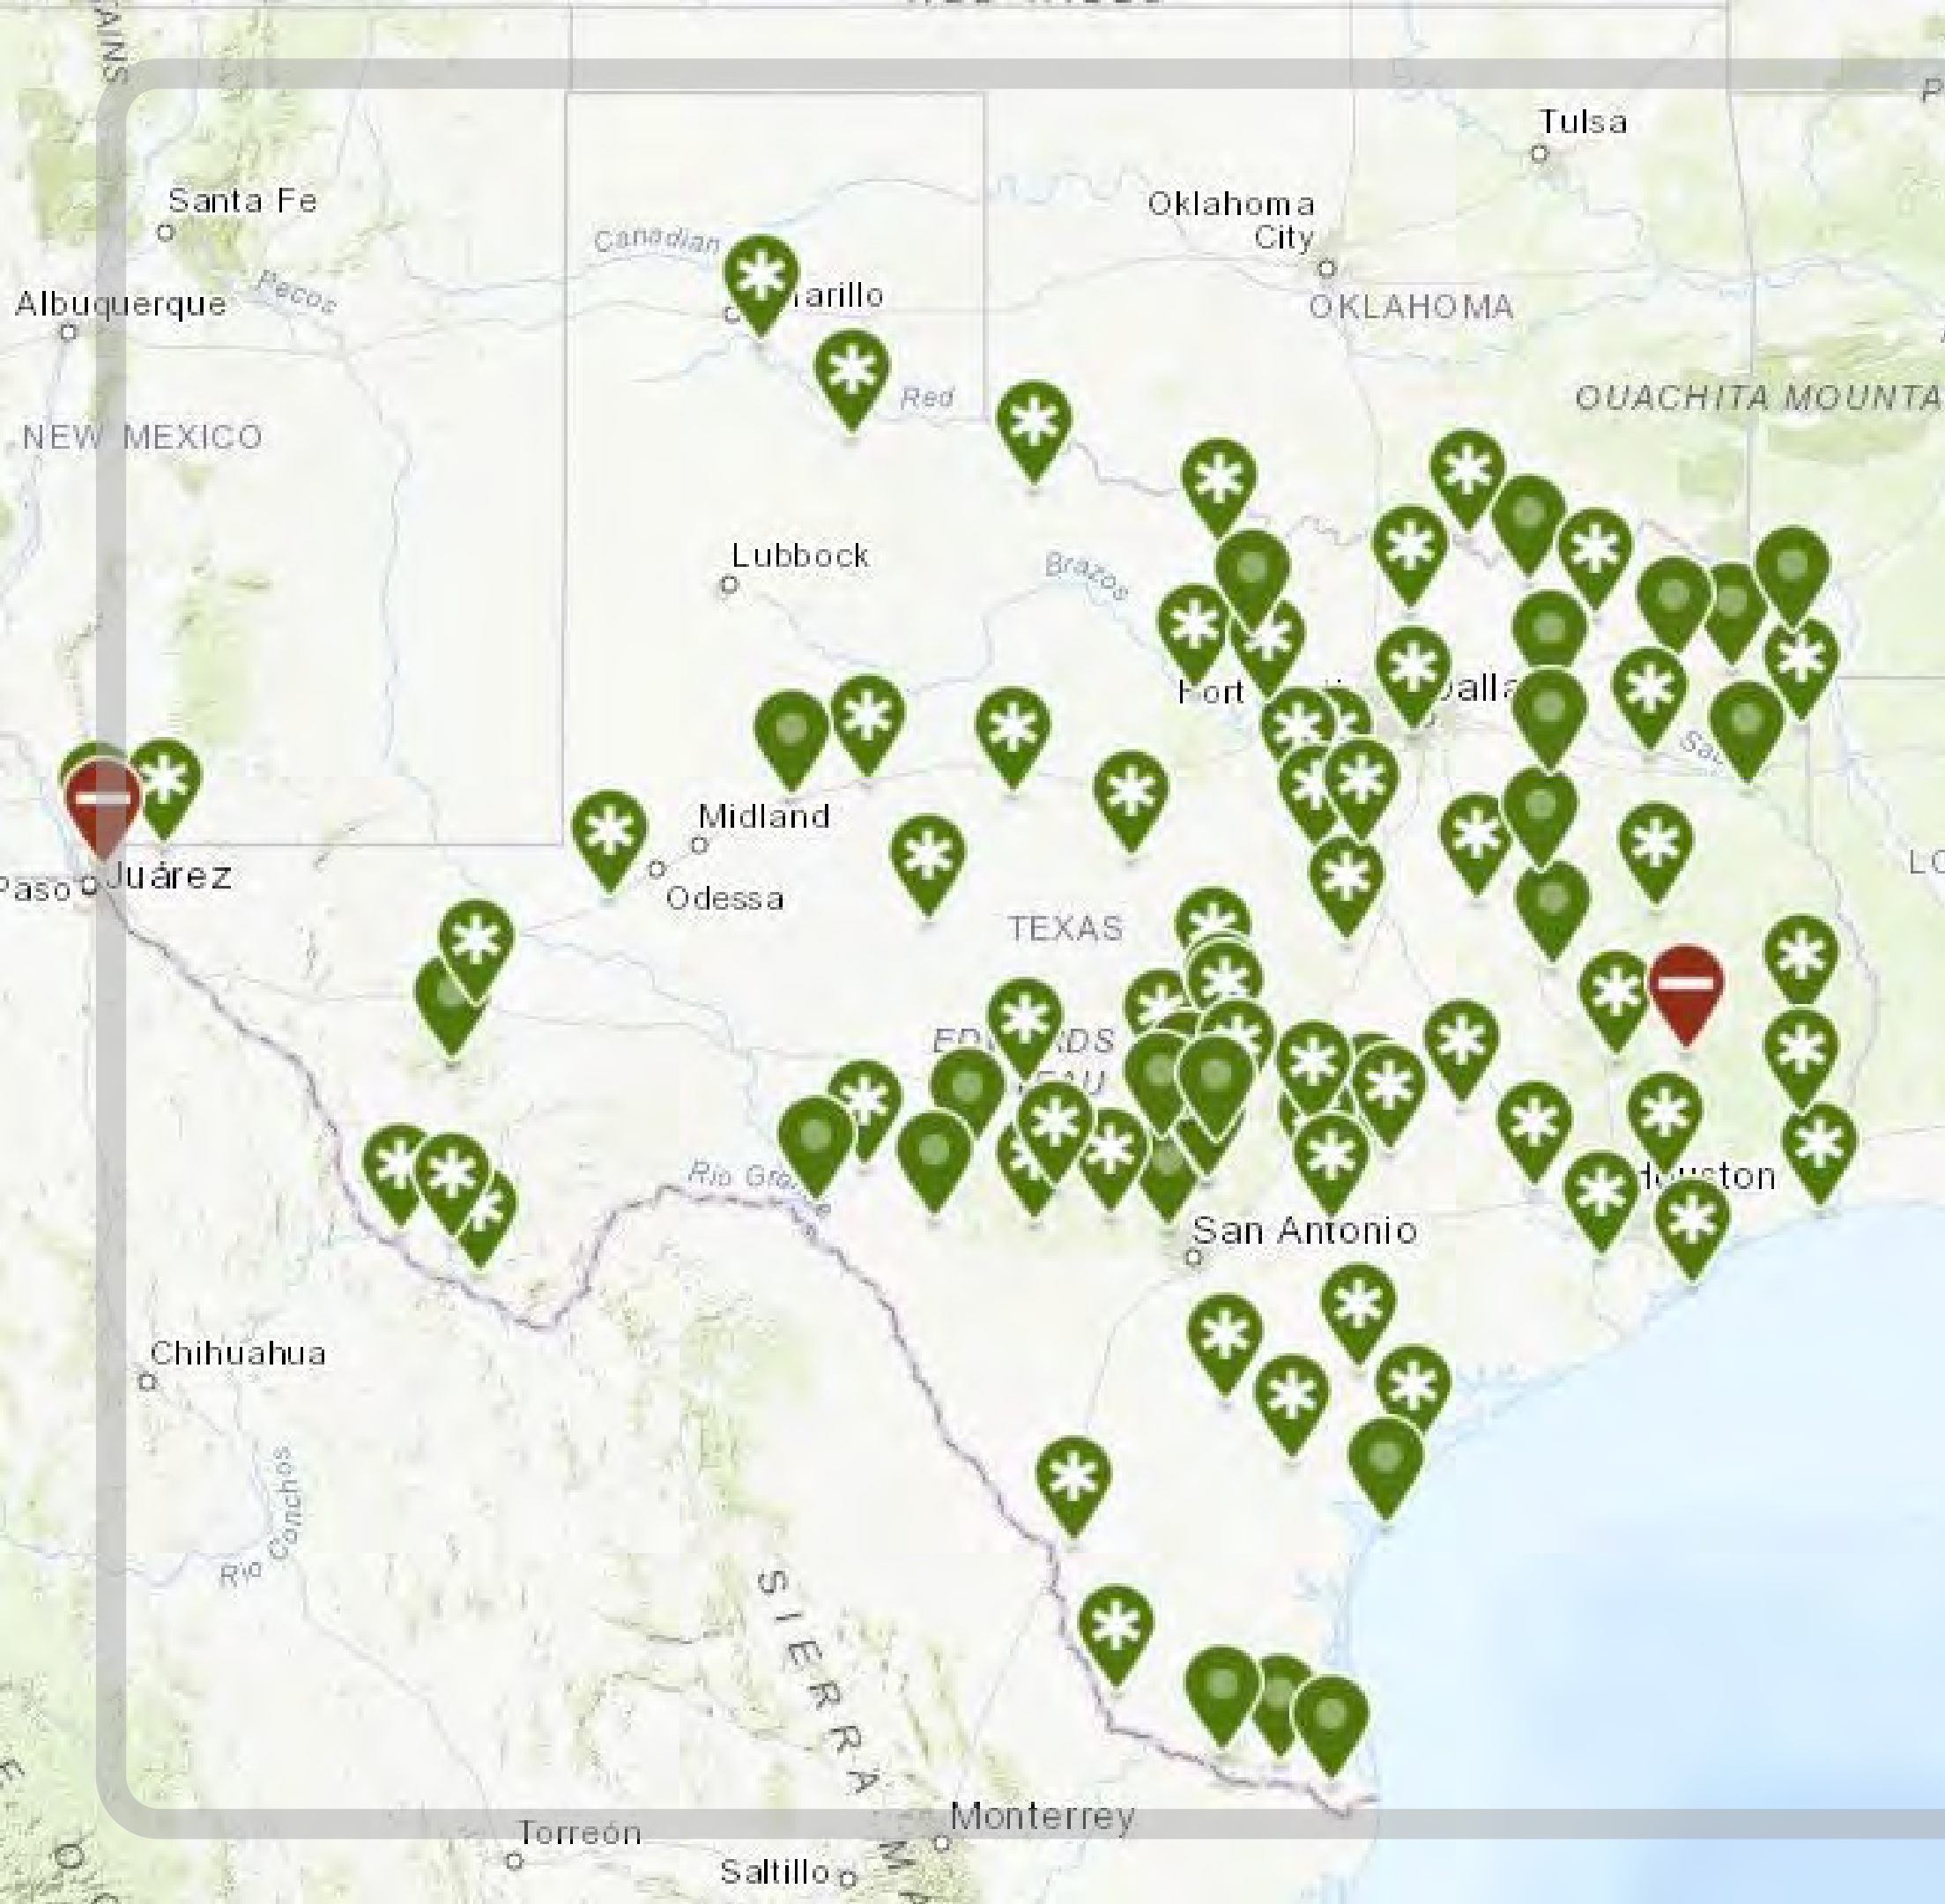 Tulsa
Santa Fe
Oklahoma
City
Canadian
Pecos
Albuquerque
arillo
OKLAHOMA
Red
OUACHITA MOUNTA
NEW MEXICO
Lubbock
Brazos
Fort
Dalla
Midland
Juárez
Paso
Odessa
TEXAS
Rio
San Antonio
Chihuahua
Rio Conchos
SIERRA
Monterrey
Torreón
Saltillo